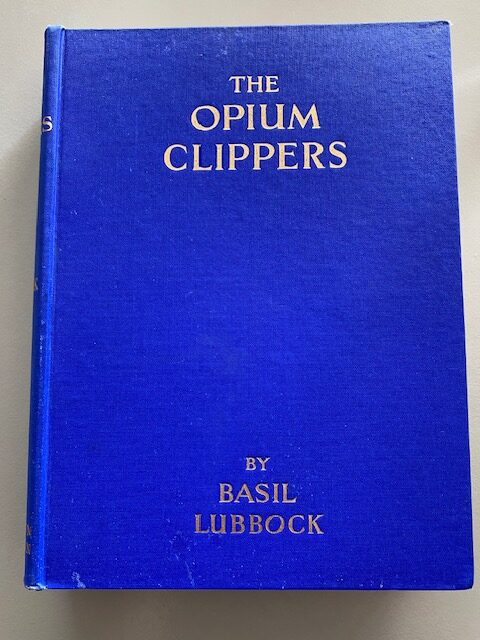 THE
OPIUM
CLIPPERS
BY
BASIL
LUBBOCK